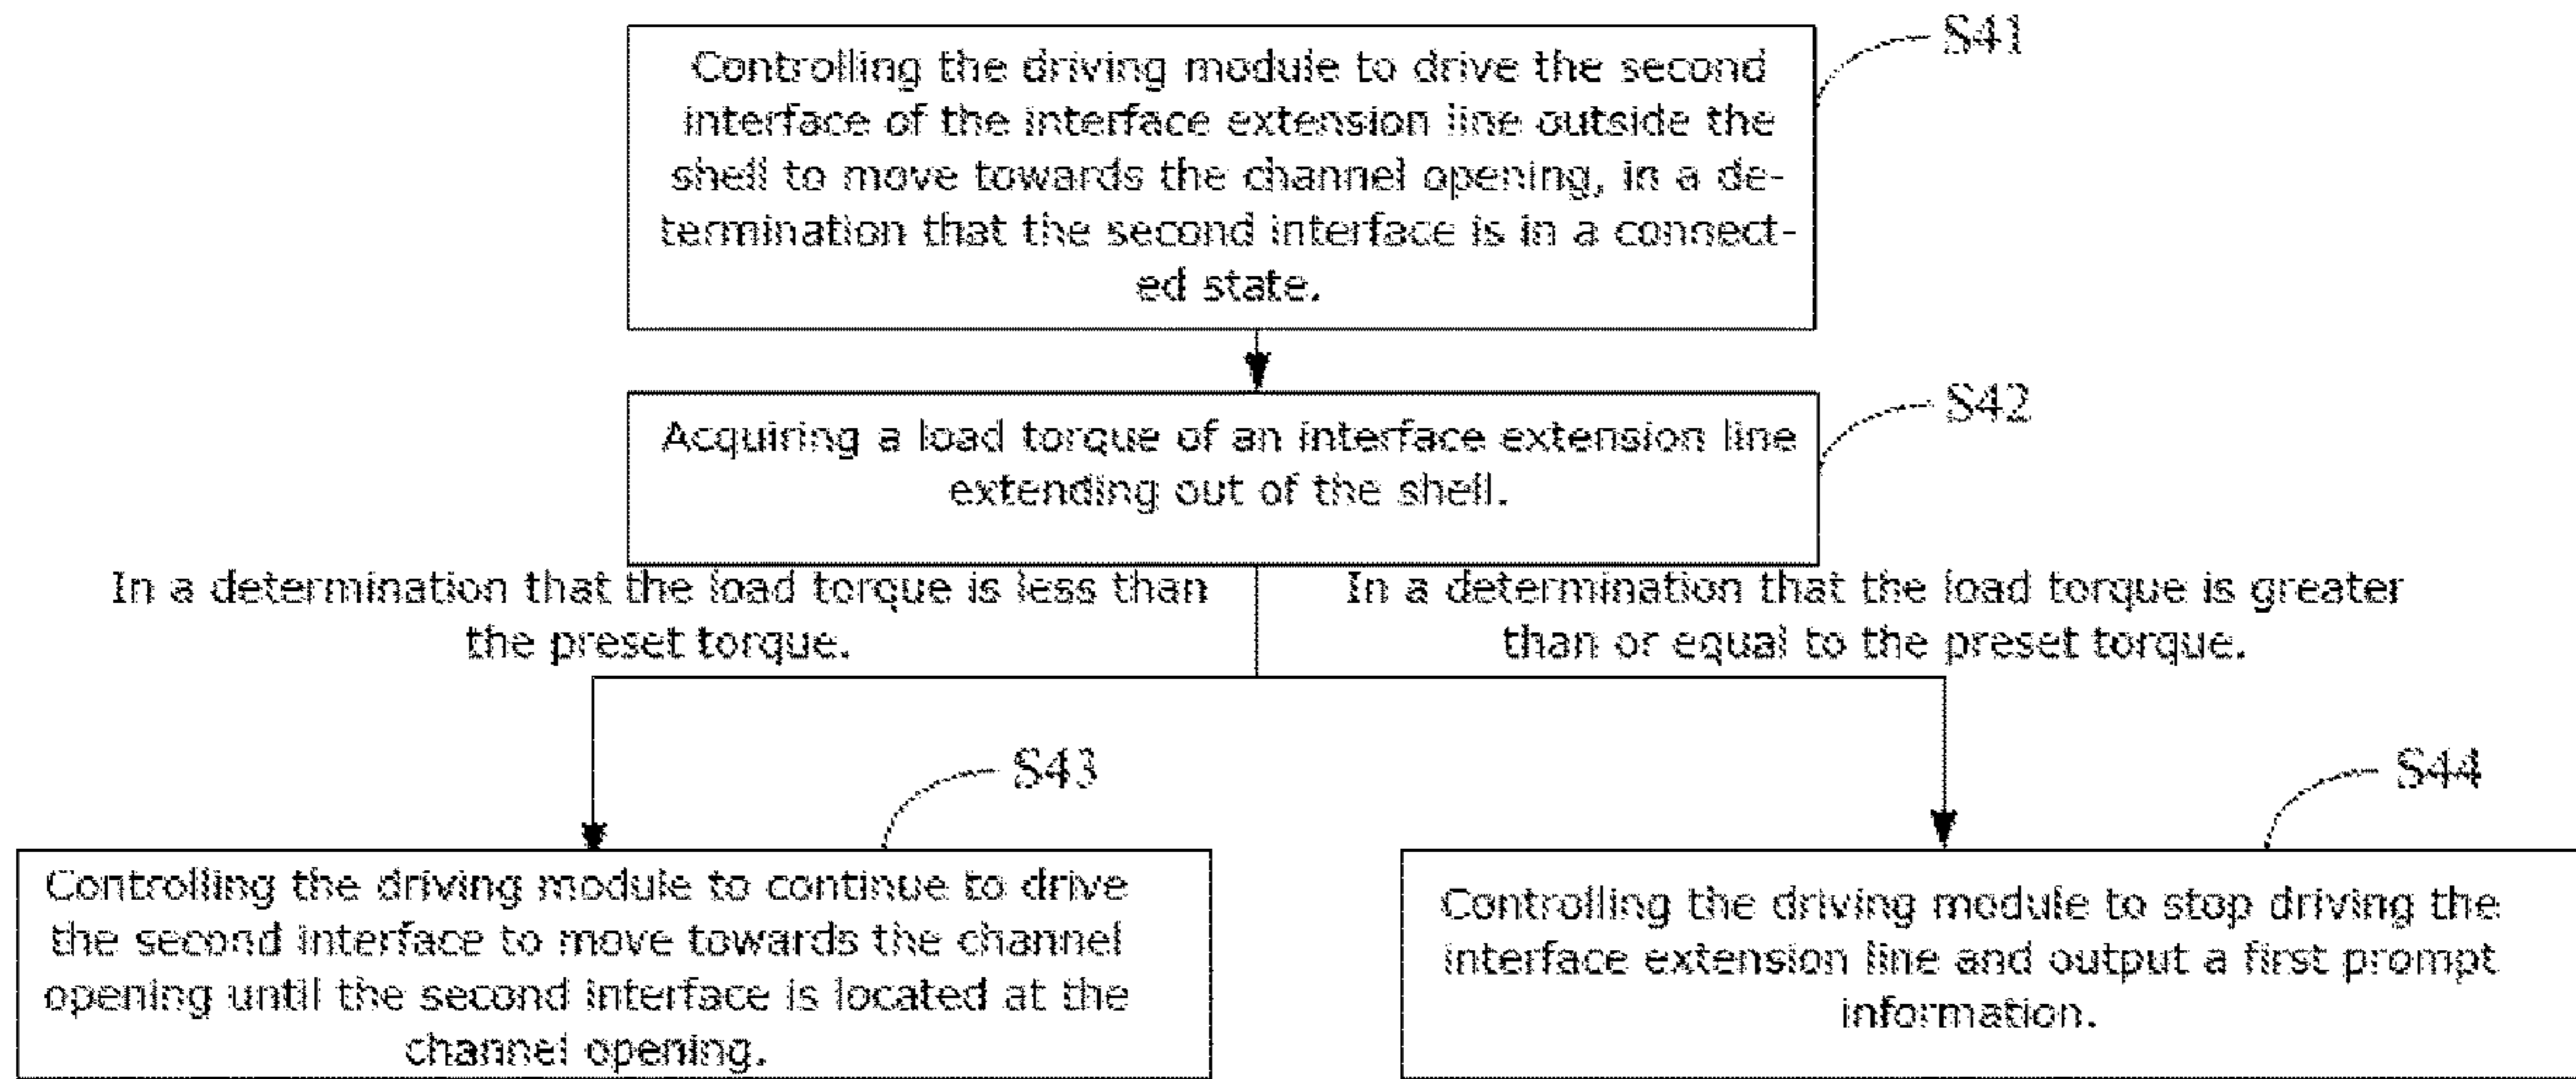 S41
Controlling the driving module to drive the second
interface of the interface extension line outside the
shell to move towards the channel opening, in a de-
termination that the second interface is in a connect-
ed state.
S42
Acquiring a load torque of an interface extension line
extending out of the shell.
In a determination that the load torque is less than
the preset torque.
In a determination that the load torque is greater
than or equal to the preset torque.
S43
Controlling the driving module to continue to drive
the second interface to move towards the channel
opening until the second interface is located at the
channel opening.
S44
Controlling the driving module to stop driving the
interface extension line and output a first prompt
information.